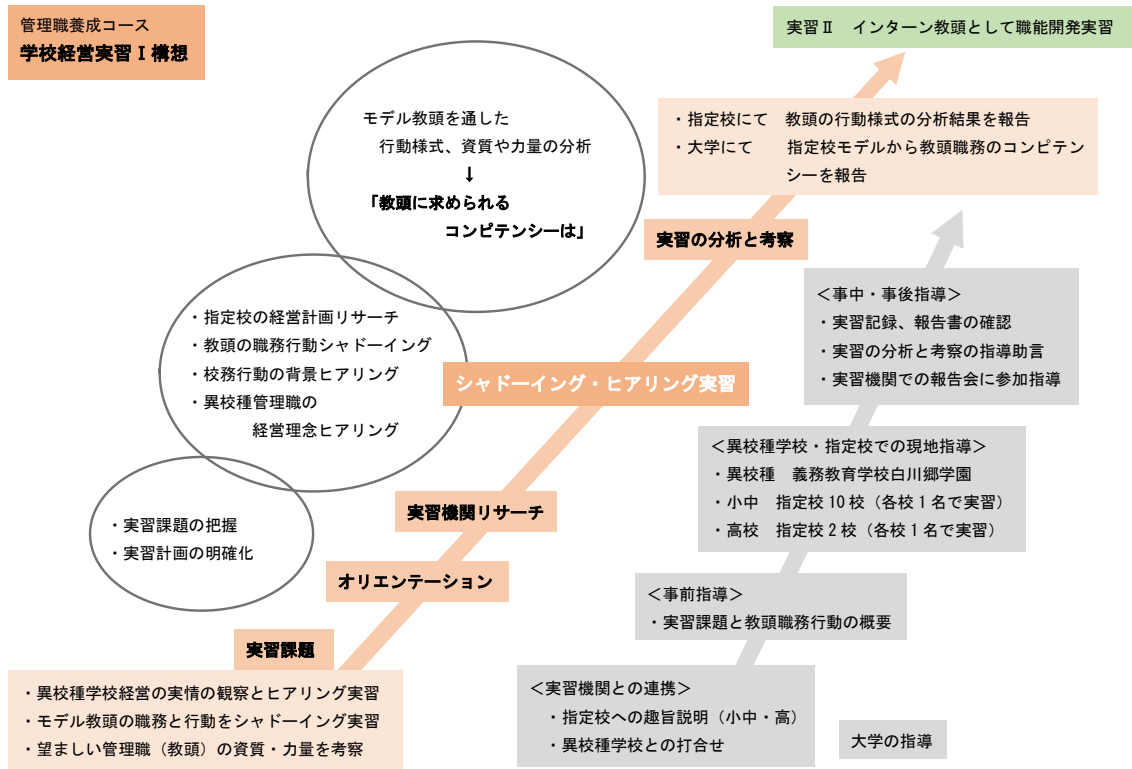 管理職養成コース
学校経営実習Ⅰ構想
実習Ⅱ　インターン教頭として職能開発実習
モデル教頭を通した
行動様式、資質や力量の分析
↓
「教頭に求められる
コンピテンシーは」
・指定校にて　教頭の行動様式の分析結果を報告
・大学にて　　指定校モデルから教頭職務のコンピテン
シーを報告
実習の分析と考察
・指定校の経営計画リサーチ
・教頭の職務行動シャドーイング
・校務行動の背景ヒアリング
・異校種管理職の
経営理念ヒアリング
シャドーイング・ヒアリング実習
＜事中・事後指導＞
・実習記録、報告書の確認
・実習の分析と考察の指導助言
・実習機関での報告会に参加指導
＜異校種学校・指定校での現地指導＞
・異校種　義務教育学校白川郷学園
・小中　指定校 10 校（各校 1 名で実習）
・高校　指定校 2 校（各校 1 名で実習）
実習機関リサーチ
・実習課題の把握
・実習計画の明確化
オリエンテーション
＜事前指導＞
・実習課題と教頭職務行動の概要
実習課題
・異校種学校経営の実情の観察とヒアリング実習
・モデル教頭の職務と行動をシャドーイング実習
・望ましい管理職（教頭）の資質・力量を考察
＜実習機関との連携＞
・指定校への趣旨説明（小中・高）
・異校種学校との打合せ
大学の指導